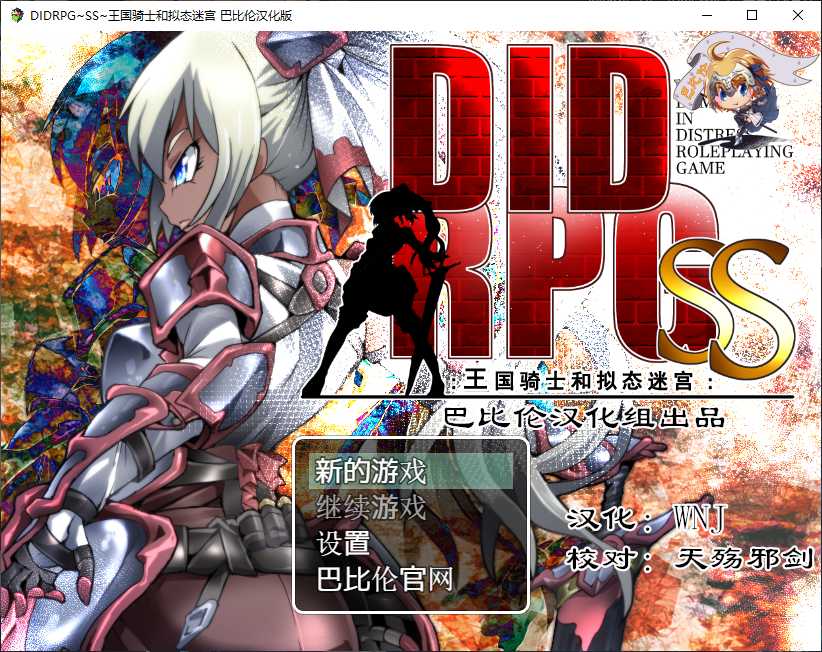 DIDRPG~SS~王国骑士和拟态迷宫 巴比伦汉化版
DID
IN
DISTRESS
ROLEPLAYING
GAME
RPG
SS
:王国骑士和拟态迷宫:
巴比伦汉化组出品
新的游戏
继续游戏
设置
巴比伦官网
汉化:WNJ
校对:天殇邪剑